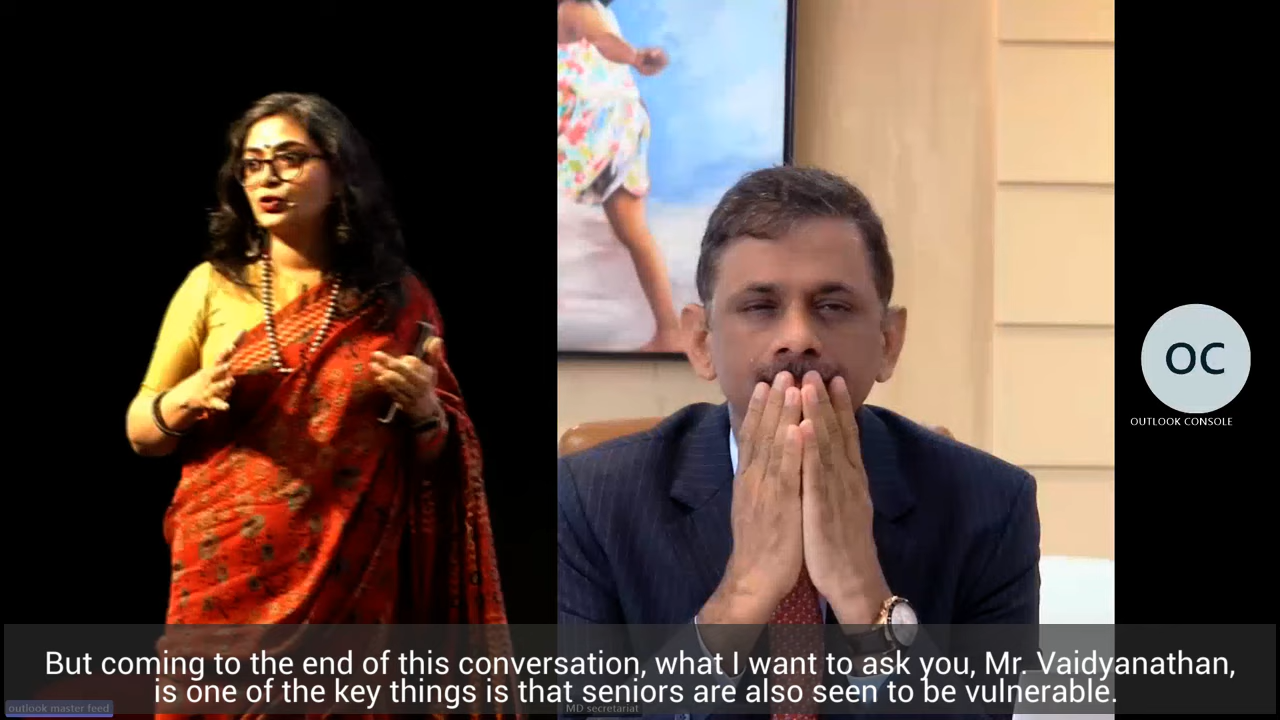 OC
OUTLOOK CONSOLE
But coming to the end of this conversation, what I want to ask you, Mr. Vaidyanathan,
is one of the key things is that seniors are also seen to be vulnerable.
outlook master feed
MD secretariat